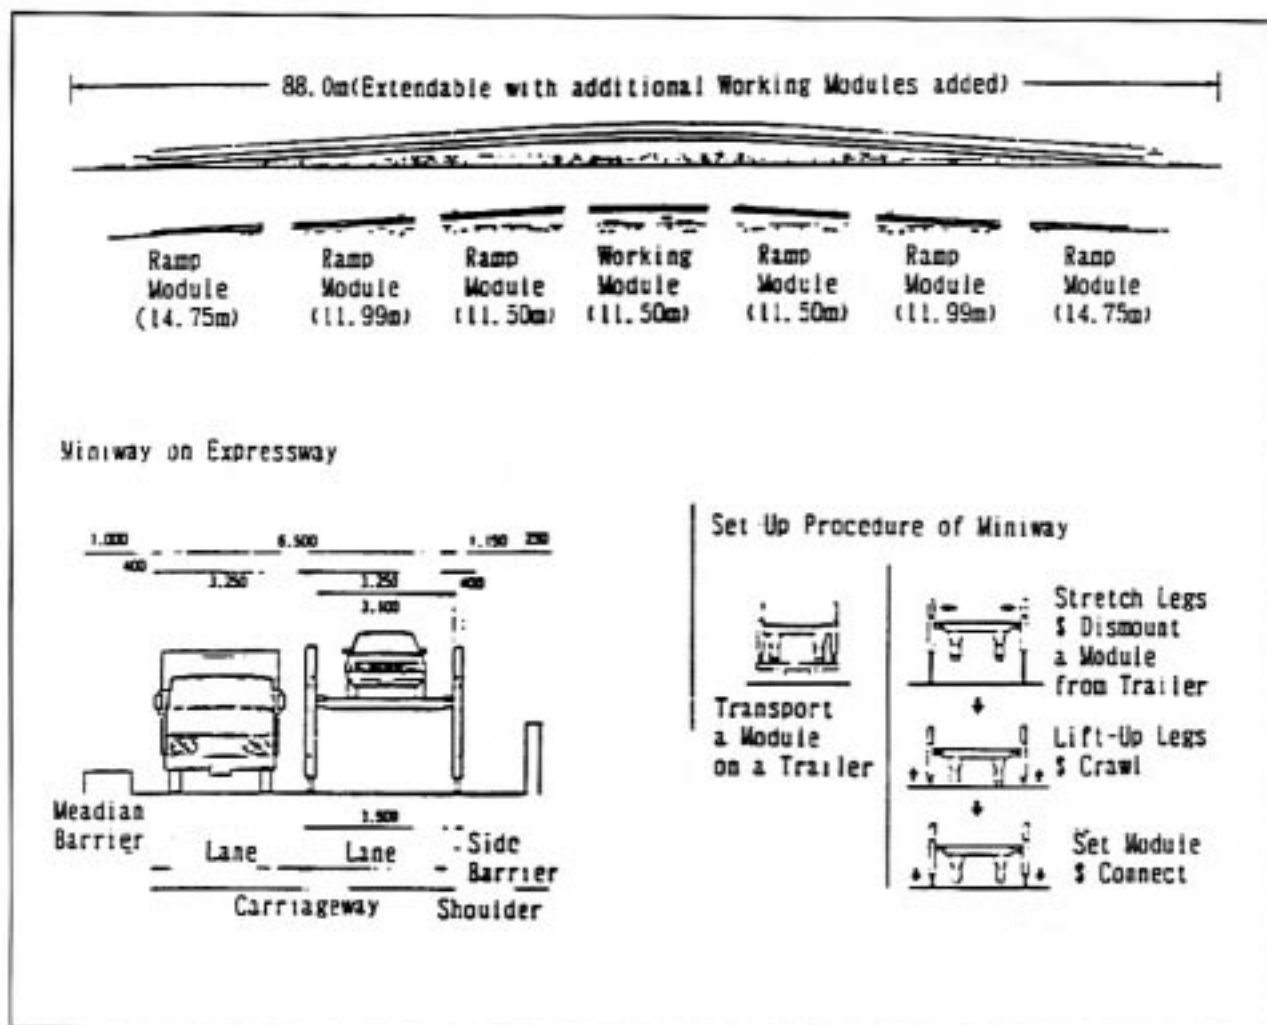 88.0m(Extendable with additional Working Modules added)
Ramp Module (14.75m)
Ramp Module (11.99m)
Ramp Module (11.50m)
Working Module (11.50m)
Ramp Module (11.50m)
Ramp Module (11.99m)
Ramp Module (14.75m)
Miniway on Expressway
1.000 6.500 1.150 250
400 3.250 3.250 400
Meadian
Barrier
Lane
Lane
Side
Barrier
Carriageway
Shoulder
Set Up Procedure of Miniway
Transport
a Module
on a Trailer
Stretch Legs
$ Dismount
a Module
from Trailer
Lift-Up Legs
$ Crawl
Set Module
$ Connect